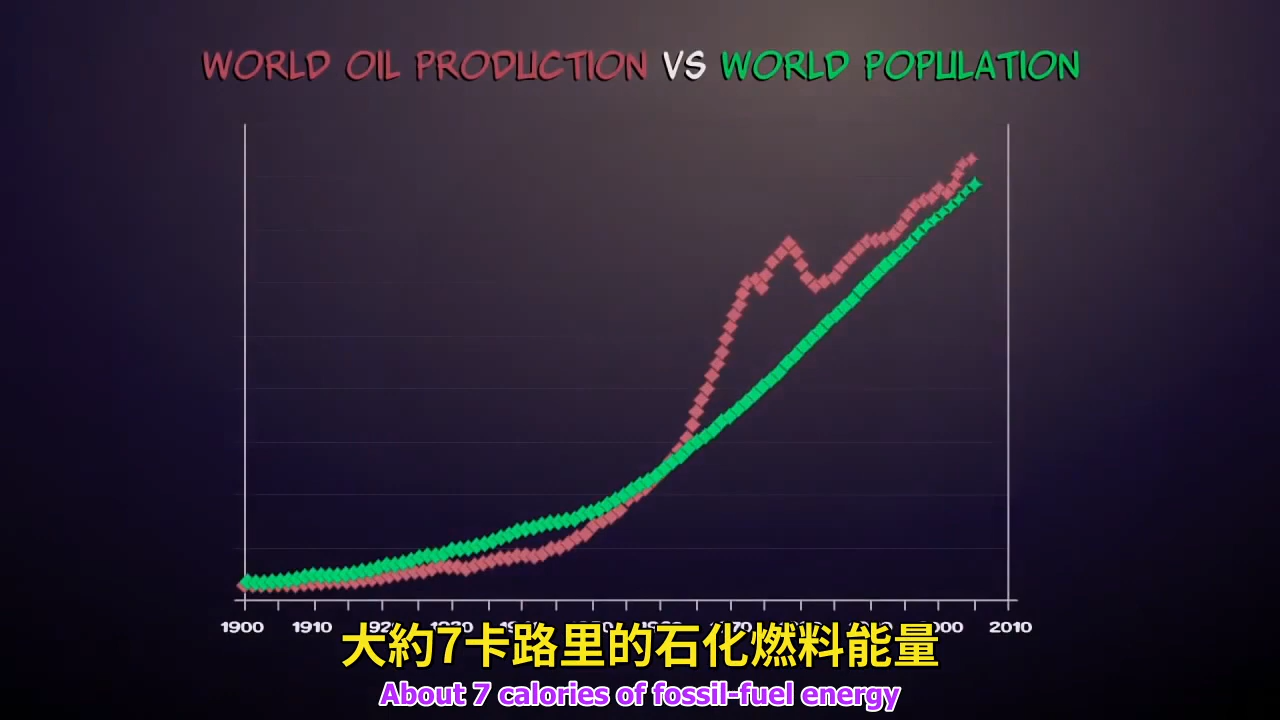 WORLD OIL PRODUCTION VS WORLD POPULATION
1900 1910 2010
大約7卡路里的石化燃料能量
About 7 calories of fossil-fuel energy